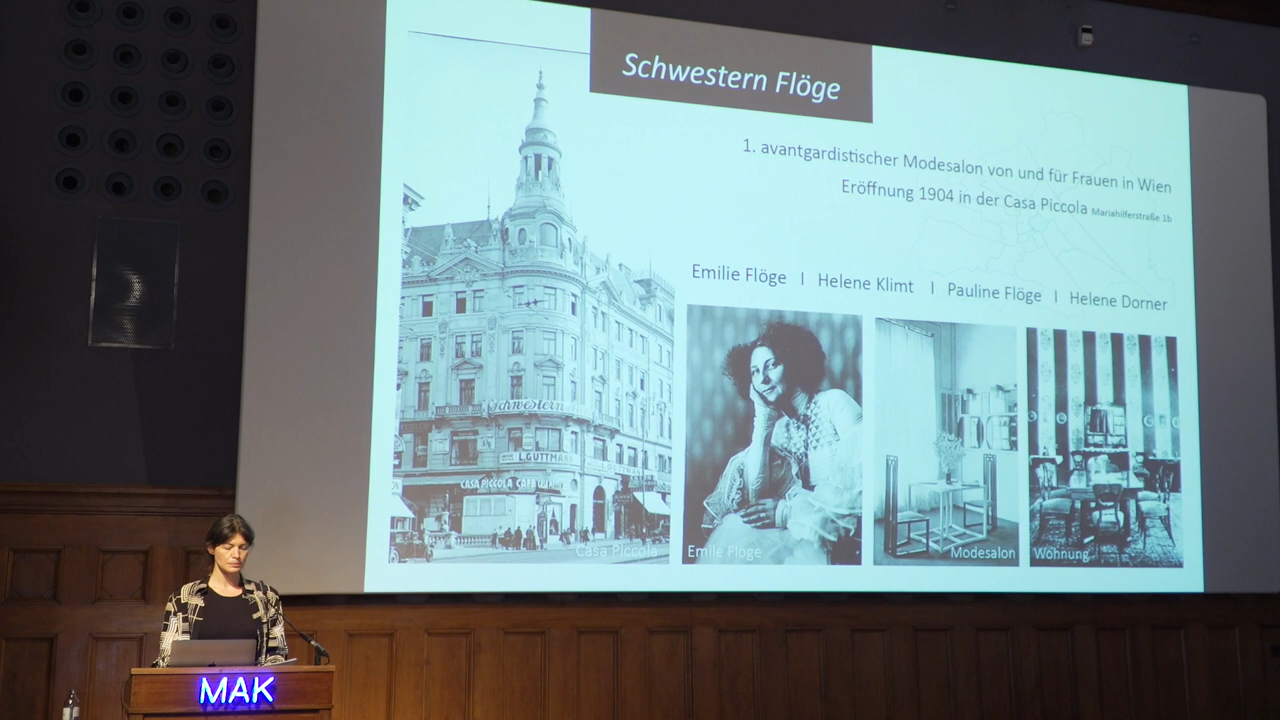 Schwestern Flöge
1. avantgardistischer Modesalon von und für Frauen in Wien
Eröffnung 1904 in der Casa Piccola Mariahilferstraße 1b
Emilie Flöge I Helene Klimt I Pauline Flöge I Helene Dorner
Schwestern
L.GUTTMANN
CASA PICCOLA CAFE
Casa Piccola
Emilie Flöge
Modesalon
Wohnung
MAK